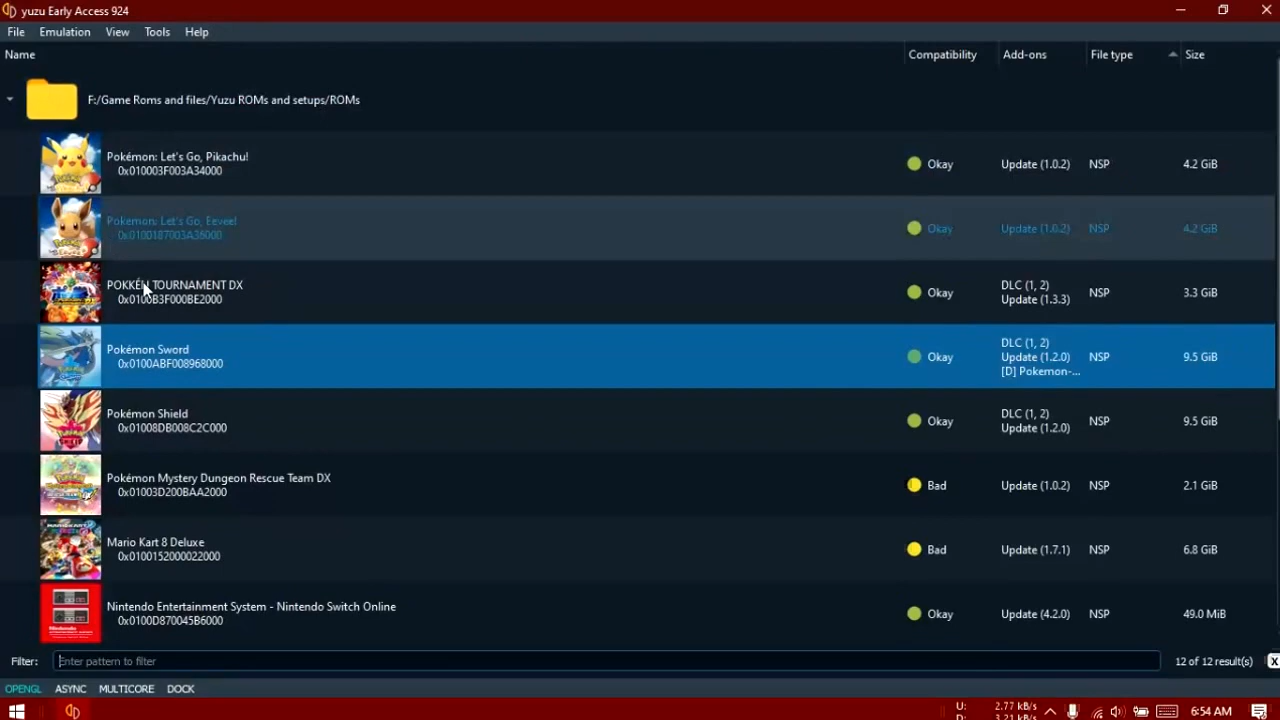 yuzu Early Access 924
File Emulation View Tools Help
Name Compatibility Add-ons File type Size
F:/Game Roms and files/Yuzu ROMs and setups/ROMs
Pokémon: Let's Go, Pikachu!
0x010003F003A34000
Okay Update (1.0.2) NSP 4.2 GiB
Pokemon: Let's Go, Eevee!
0x0100187003A36000
Okay Update (1.0.2) NSP 4.2 GiB
POKKÉN TOURNAMENT DX
0x0100B3F000BE2000
Okay
DLC (1, 2)
Update (1.3.3)
NSP 3.3 GiB
Pokémon Sword
0x0100ABF008968000
Okay
DLC (1, 2)
Update (1.2.0)
[D] Pokemon-...
NSP 9.5 GiB
Pokémon Shield
0x01008DB008C2C000
Okay
DLC (1, 2)
Update (1.2.0)
NSP 9.5 GiB
Pokémon Mystery Dungeon Rescue Team DX
0x01003D200BAA2000
Bad Update (1.0.2) NSP 2.1 GiB
Mario Kart 8 Deluxe
0x0100152000022000
Bad Update (1.7.1) NSP 6.8 GiB
Nintendo Entertainment System - Nintendo Switch Online
0x0100D870045B6000
Okay Update (4.2.0) NSP 49.0 MiB
Filter: Enter pattern to filter 12 of 12 result(s) X
OPENGL ASYNC MULTICORE DOCK
U: 2.77 kB/s
D: 3.21 kB/s
6:54 AM